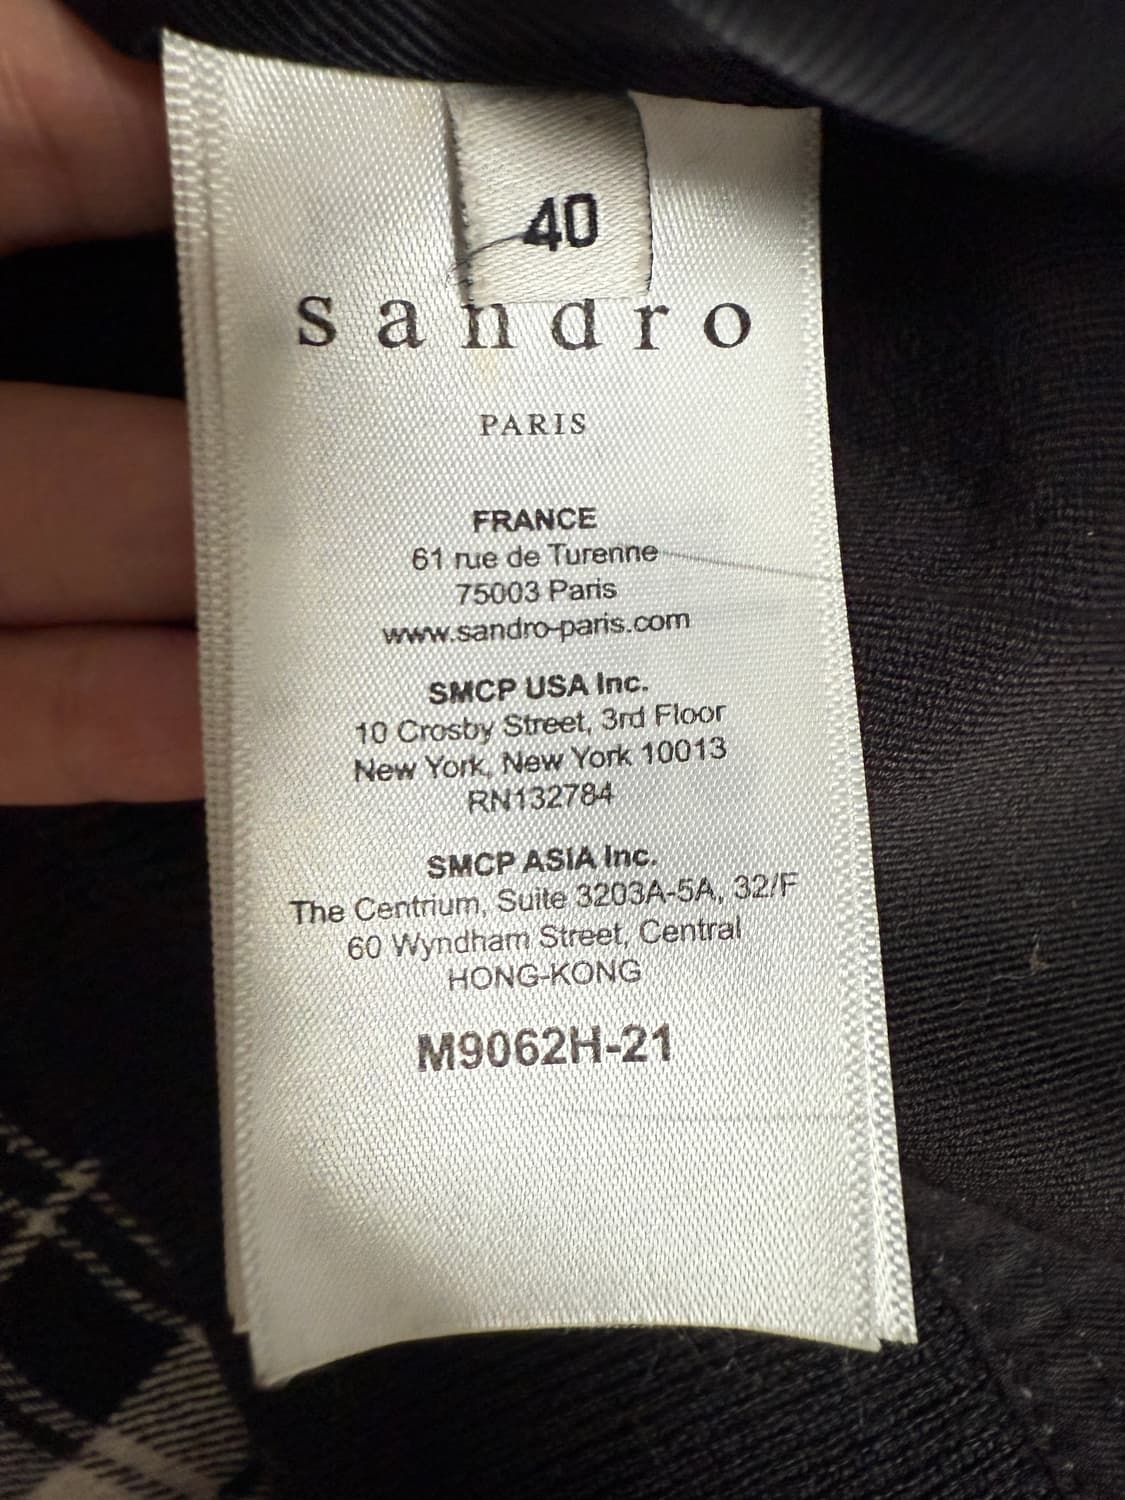 40
sandro
PARIS
FRANCE
61 rue de Turenne
75003 Paris
www.sandro-paris.com
SMCP USA Inc.
10 Crosby Street, 3rd Floor
New York, New York 10013
RN132784
SMCP ASIA Inc.
The Centrium, Suite 3203A-5A, 32/F
60 Wyndham Street, Central
HONG-KONG
M9062H-21